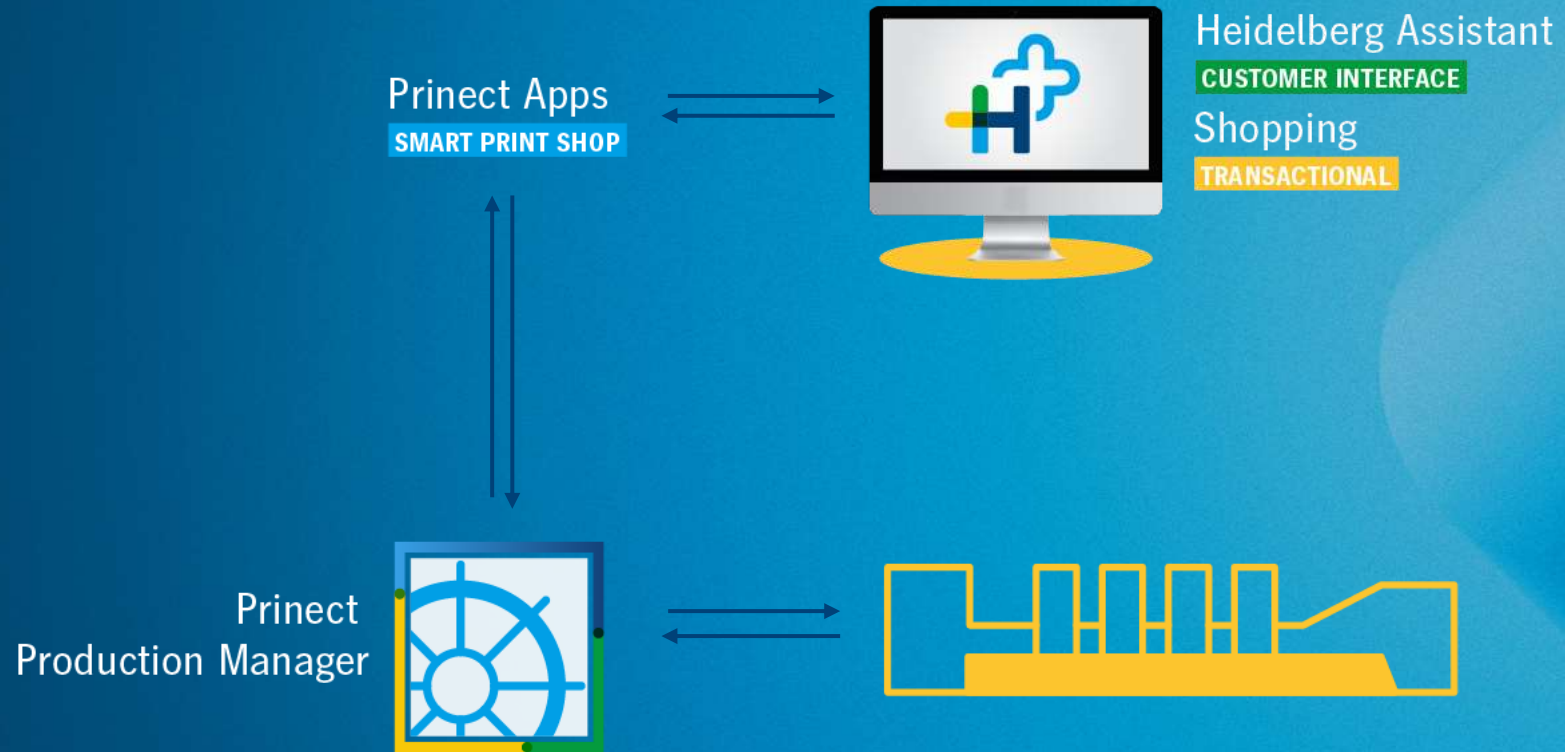 Heidelberg Assistant
CUSTOMER INTERFACE
Shopping
TRANSACTIONAL
Prinect Apps
SMART PRINT SHOP
H
Prinect
Production Manager